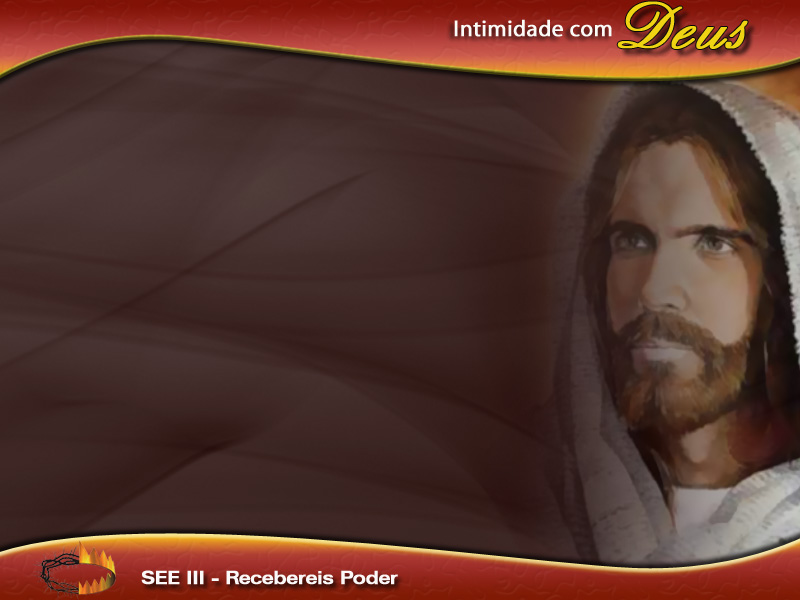 Intimidade com Deus
SEE III - Recebereis Poder